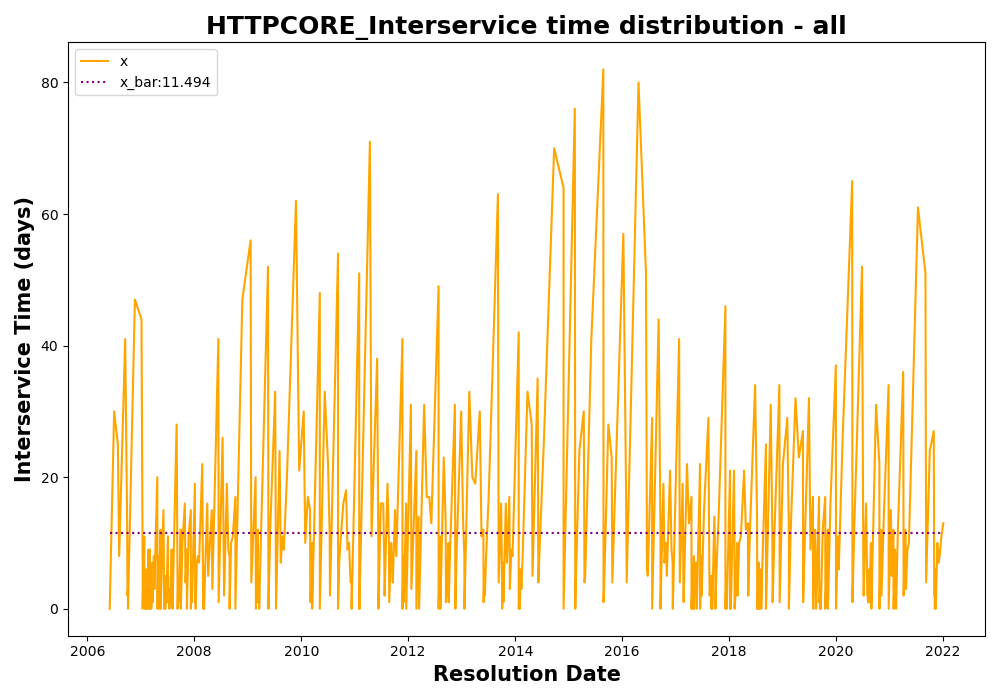 HTTPCORE_Interservice time distribution - all
x
x_bar:11.494
Interservice Time (days)
80
60
40
20
0
2006 2008 2010 2012 2014 2016 2018 2020 2022
Resolution Date